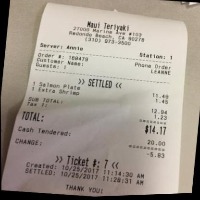 Maui Teriyaki
27000 Marine Ave #103
Redondo Beach, CA 90278
(310) 973-3500
Server: Annie
Station: 1
Order #: 189479
Phone Order
Customer Name:
LEANNE
Guests: 1
>> SETTLED <<
1 Salmon Plate 11.45
1 Extra Shrimp 1.49
Sub Total: 12.94
Tax 1: 1.23
TOTAL: $14.17
Cash Tendered: 20.00
CHANGE: -5.83
>> Ticket #: 7 <<
Created: 10/25/2017 11:14:30 AM
SETTLED: 10/25/2017 11:28:31 AM
THANK YOU!